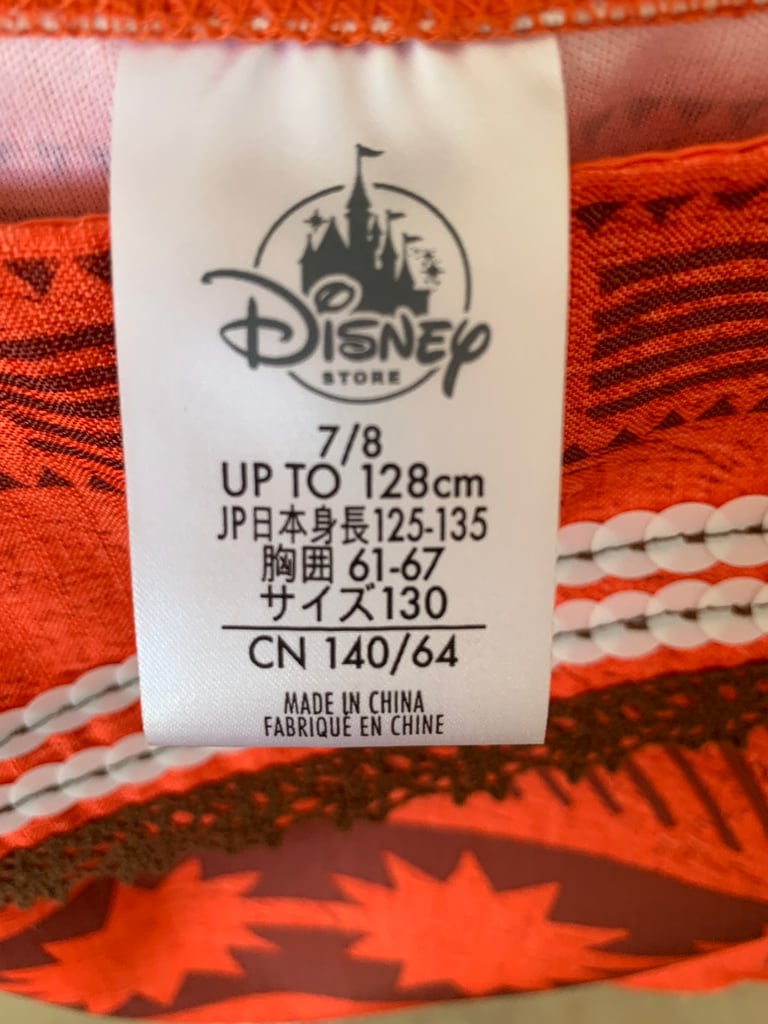 Disney
STORE
7/8
UP TO 128cm
JP日本身長125-135
胸囲 61-67
サイズ130
CN 140/64
MADE IN CHINA
FABRIQUÉ EN CHINE